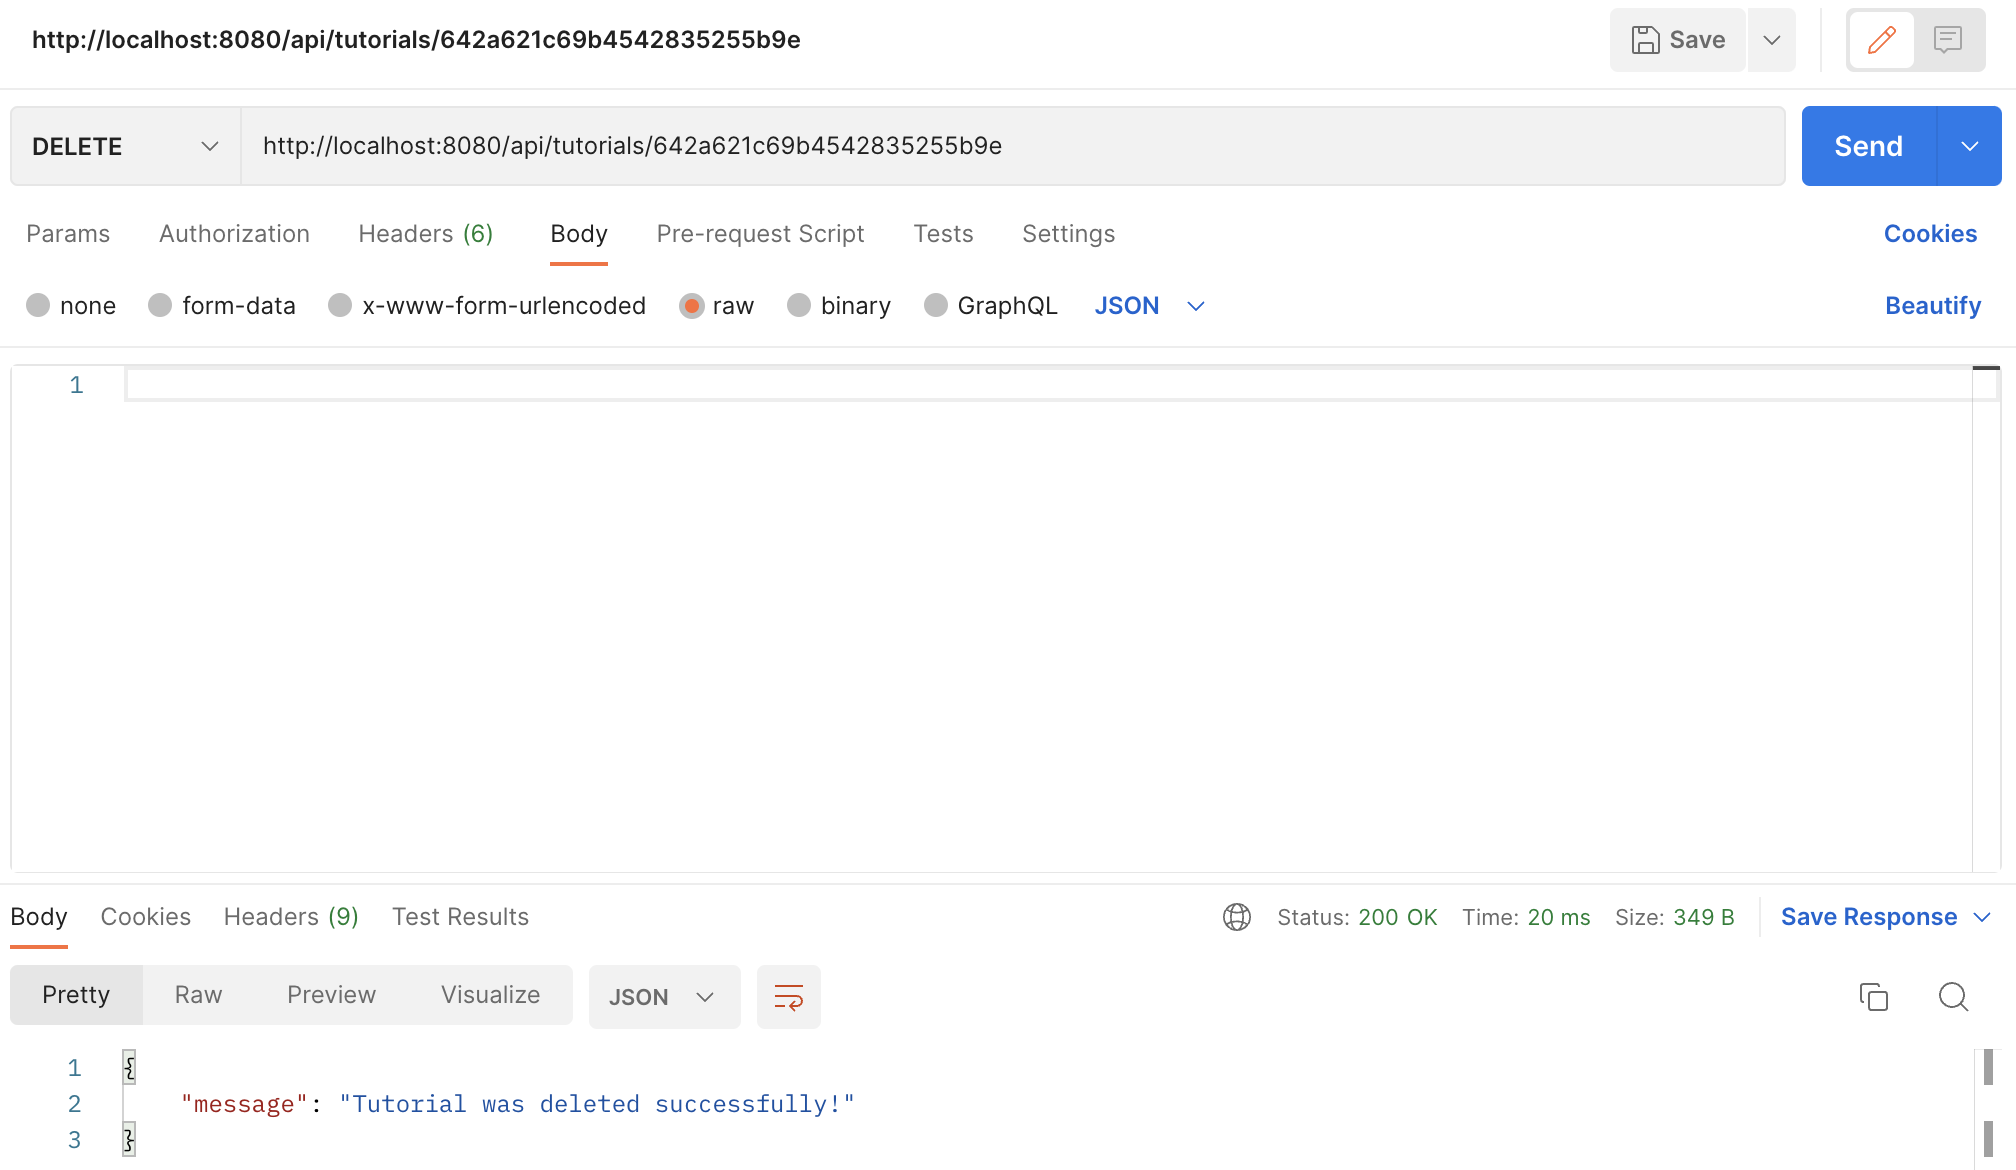 http://localhost:8080/api/tutorials/642a621c69b4542835255b9e Save
DELETE http://localhost:8080/api/tutorials/642a621c69b4542835255b9e Send
Params Authorization Headers (6) Body Pre-request Script Tests Settings Cookies
none form-data x-www-form-urlencoded raw binary GraphQL JSON Beautify
1
Body Cookies Headers (9) Test Results Status: 200 OK Time: 20 ms Size: 349 B Save Response
Pretty Raw Preview Visualize JSON
1 {
2 "message": "Tutorial was deleted successfully!"
3 }